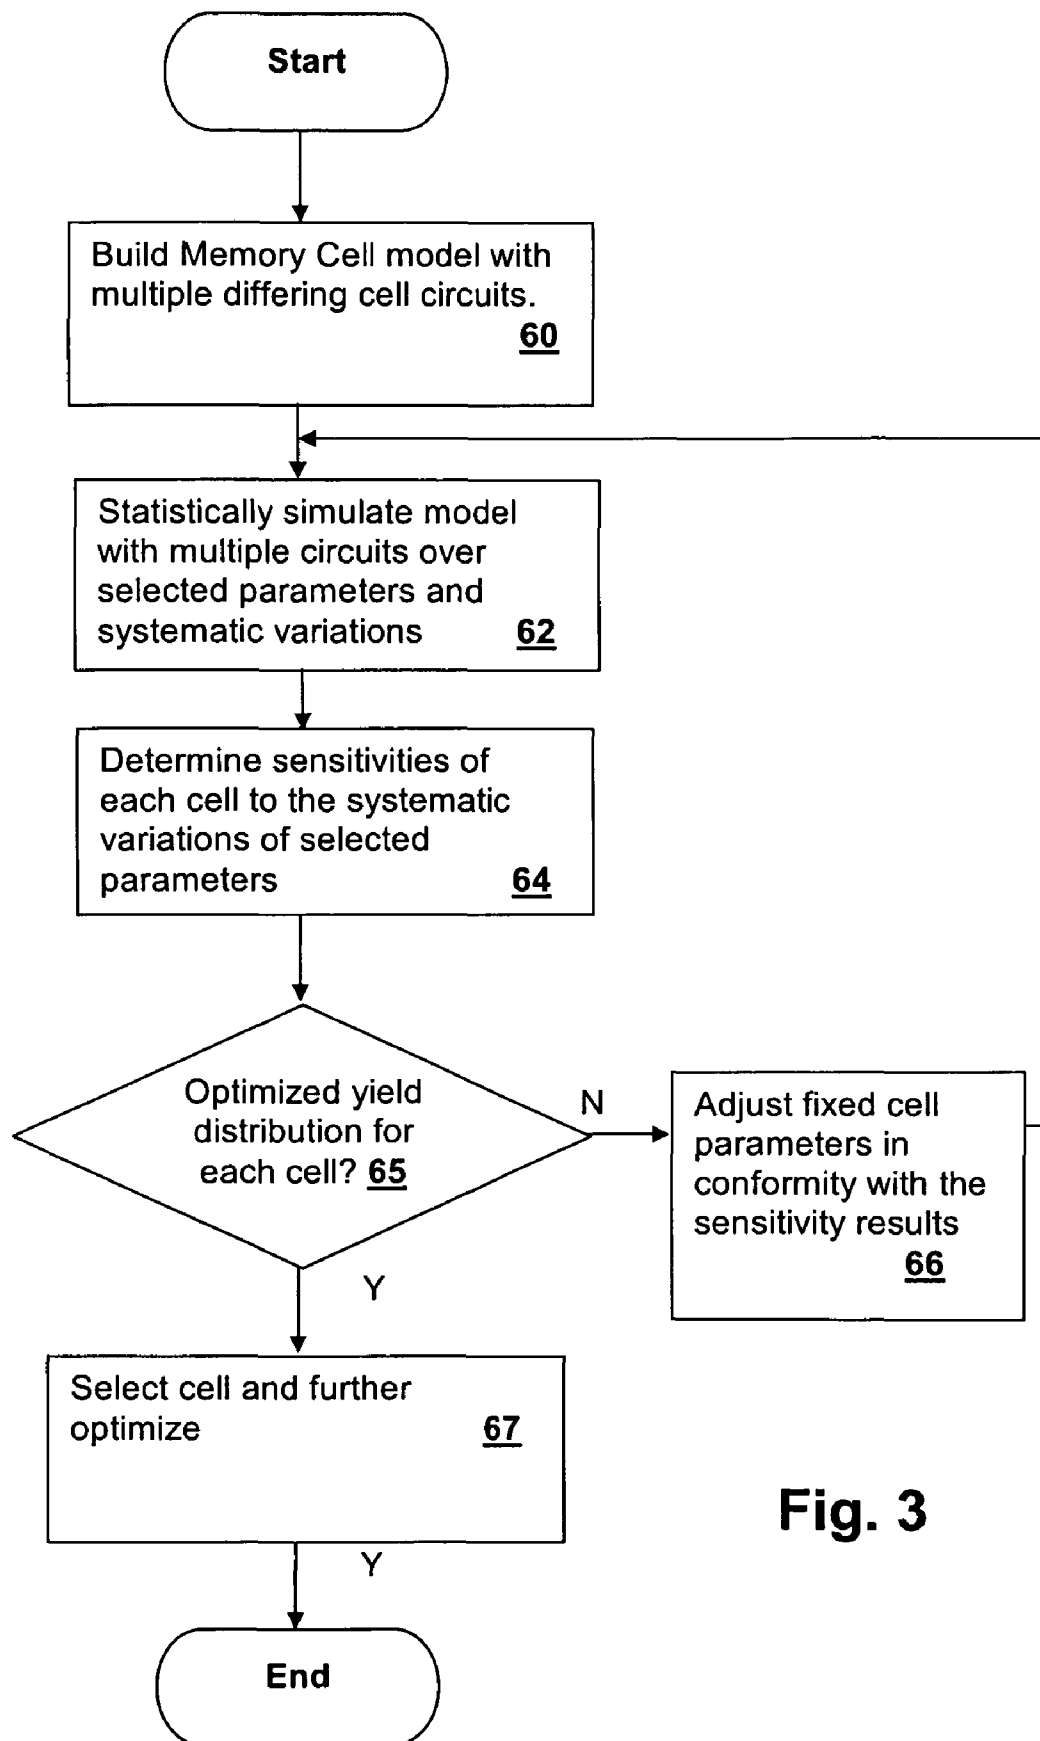 Start
Build Memory Cell model with
multiple differing cell circuits.
60
Statistically simulate model
with multiple circuits over
selected parameters and
systematic variations 62
Determine sensitivities of
each cell to the systematic
variations of selected
parameters 64
Optimized yield
distribution for
each cell? 65
N
Adjust fixed cell
parameters in
conformity with the
sensitivity results
66
Y
Select cell and further
optimize 67
Y
End
Fig. 3